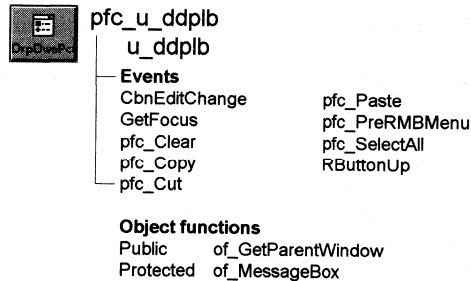 DrpDwnPc
pfc_u_ddplb
u_ddplb
Events
CbnEditChange pfc_Paste
GetFocus pfc_PreRMBMenu
pfc_Clear pfc_SelectAll
pfc_Copy RButtonUp
pfc_Cut
Object functions
Public of_GetParentWindow
Protected of_MessageBox